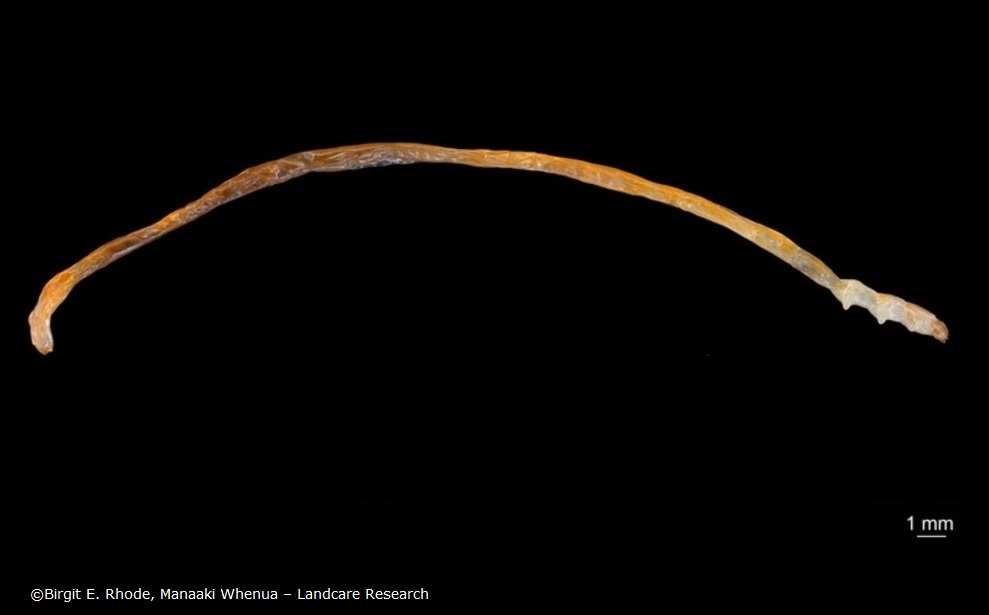 1 mm
©Birgit E. Rhode, Manaaki Whenua – Landcare Research